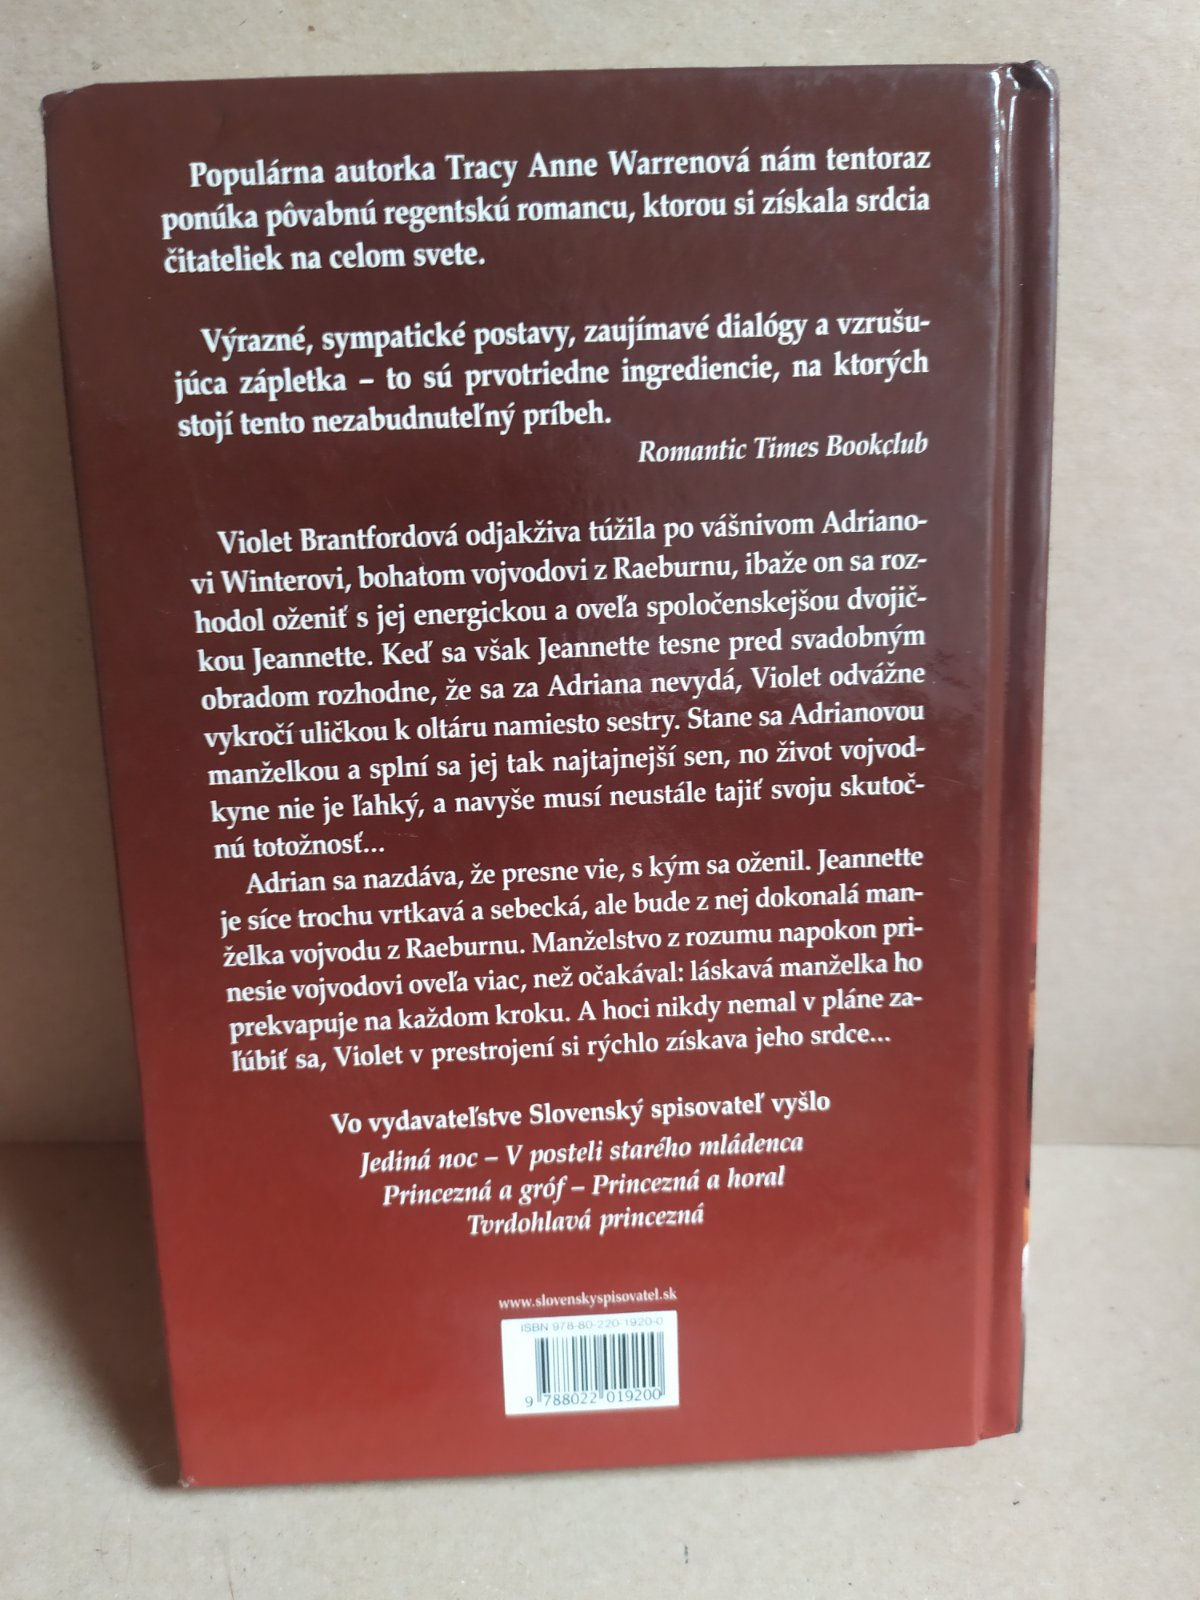 Populárna autorka Tracy Anne Warrenová nám tentoraz
ponúka pôvabnú regentskú romancu, ktorou si získala srdcia
čitateliek na celom svete.
Výrazné, sympatické postavy, zaujímavé dialógy a vzrušu-
júca zápletka – to sú prvotriedne ingrediencie, na ktorých
stojí tento nezabudnuteľný príbeh.
Romantic Times Bookclub
Violet Brantfordová odjakživa túžila po vášnivom Adriano-
vi Winterovi, bohatom vojvodovi z Raeburnu, ibaže on sa roz-
hodol oženiť s jej energickou a oveľa spoločenskejšou dvojič-
kou Jeannette. Keď sa však Jeannette tesne pred svadobným
obradom rozhodne, že sa za Adriana nevydá, Violet odvážne
vykročí uličkou k oltáru namiesto sestry. Stane sa Adrianovou
manželkou a splní sa jej tak najtajnejší sen, no život vojvod-
kyne nie je ľahký, a navyše musí neustále tajiť svoju skutoč-
nú totožnosť...
Adrian sa nazdáva, že presne vie, s kým sa oženil. Jeannette
je síce trochu vrtkavá a sebecká, ale bude z nej dokonalá man-
želka vojvodu z Raeburnu. Manželstvo z rozumu napokon pri-
nesie vojvodovi oveľa viac, než očakával: láskavá manželka ho
prekvapuje na každom kroku. A hoci nikdy nemal v pláne za-
ľúbiť sa, Violet v prestrojení si rýchlo získava jeho srdce...
Vo vydavateľstve Slovenský spisovateľ vyšlo
Jediná noc – V posteli starého mládenca
Princezná a gróf – Princezná a horal
Tvrdohlavá princezná
www.slovenskyspisovatel.sk
ISBN 978-80-220-1920-0
9 788022 019200